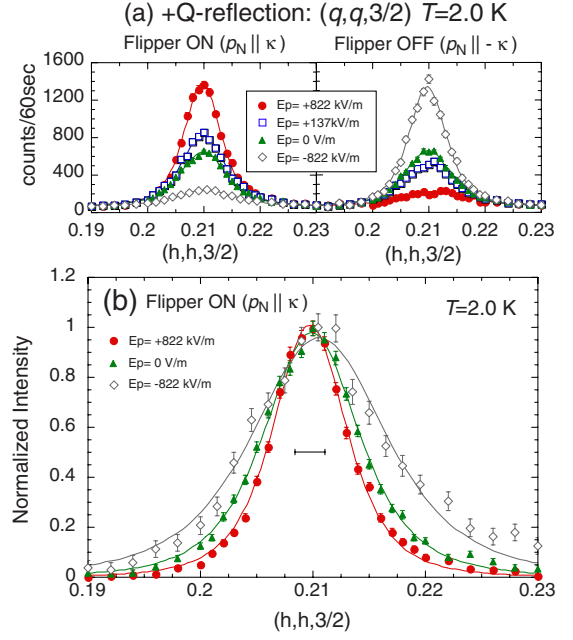 (a) +Q-reflection: (q,q,3/2) T=2.0 K
Flipper ON (pN || κ) Flipper OFF (pN || - κ)
counts/60sec
1600
1200
800
400
0
Ep= +822 kV/m
Ep= +137kV/m
Ep= 0 V/m
Ep= -822 kV/m
0.19 0.2 0.21 0.22 0.23 0.19 0.2 0.21 0.22 0.23
(h,h,3/2) (h,h,3/2)
(b) Flipper ON (pN || κ) T=2.0 K
Ep= +822 kV/m
Ep= 0 V/m
Ep= -822 kV/m
Normalized Intensity
1.2
1
0.8
0.6
0.4
0.2
0
0.19 0.2 0.21 0.22 0.23
(h,h,3/2)